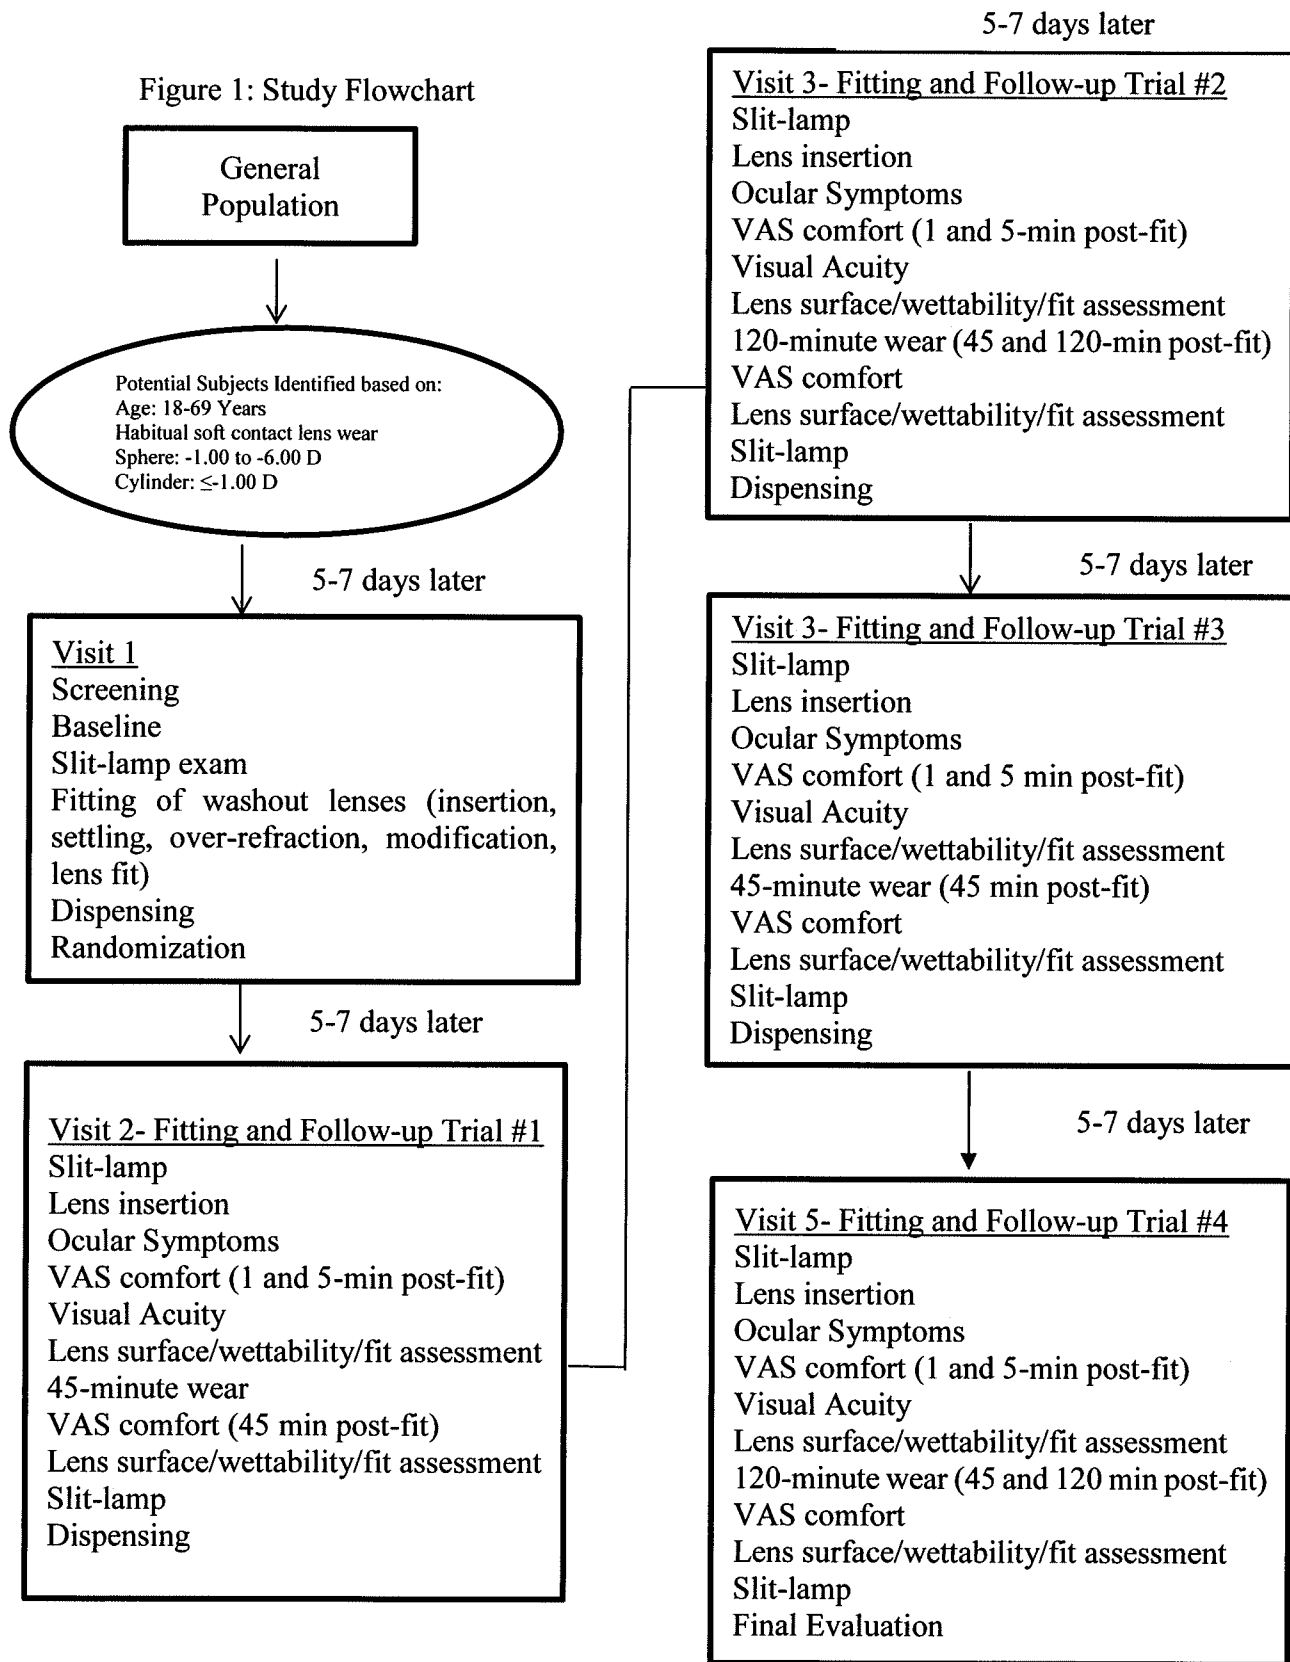 Figure 1: Study Flowchart
General
Population
Potential Subjects Identified based on:
Age: 18-69 Years
Habitual soft contact lens wear
Sphere: -1.00 to -6.00 D
Cylinder: ≤-1.00 D
5-7 days later
Visit 1
Screening
Baseline
Slit-lamp exam
Fitting of washout lenses (insertion,
settling, over-refraction, modification,
lens fit)
Dispensing
Randomization
5-7 days later
Visit 2- Fitting and Follow-up Trial #1
Slit-lamp
Lens insertion
Ocular Symptoms
VAS comfort (1 and 5-min post-fit)
Visual Acuity
Lens surface/wettability/fit assessment
45-minute wear
VAS comfort (45 min post-fit)
Lens surface/wettability/fit assessment
Slit-lamp
Dispensing
5-7 days later
Visit 3- Fitting and Follow-up Trial #2
Slit-lamp
Lens insertion
Ocular Symptoms
VAS comfort (1 and 5-min post-fit)
Visual Acuity
Lens surface/wettability/fit assessment
120-minute wear (45 and 120-min post-fit)
VAS comfort
Lens surface/wettability/fit assessment
Slit-lamp
Dispensing
5-7 days later
Visit 3- Fitting and Follow-up Trial #3
Slit-lamp
Lens insertion
Ocular Symptoms
VAS comfort (1 and 5 min post-fit)
Visual Acuity
Lens surface/wettability/fit assessment
45-minute wear (45 min post-fit)
VAS comfort
Lens surface/wettability/fit assessment
Slit-lamp
Dispensing
5-7 days later
Visit 5- Fitting and Follow-up Trial #4
Slit-lamp
Lens insertion
Ocular Symptoms
VAS comfort (1 and 5-min post-fit)
Visual Acuity
Lens surface/wettability/fit assessment
120-minute wear (45 and 120 min post-fit)
VAS comfort
Lens surface/wettability/fit assessment
Slit-lamp
Final Evaluation